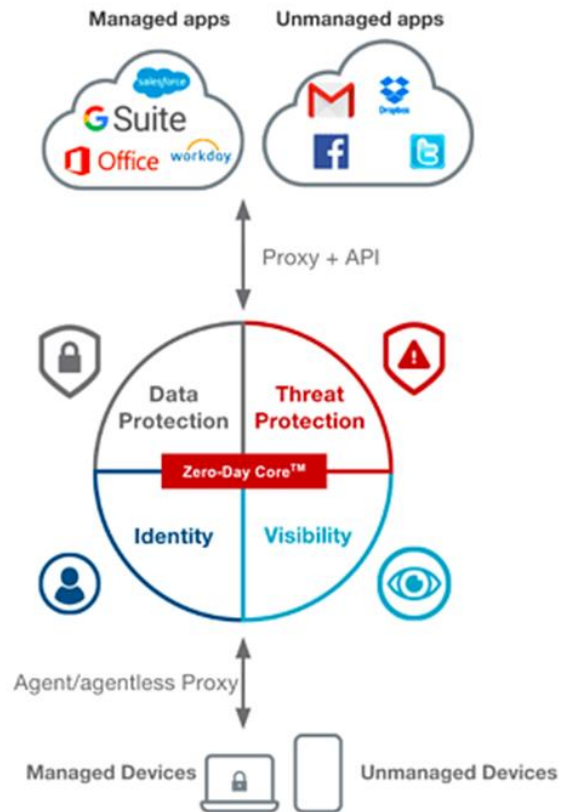 Managed apps
Unmanaged apps
salesforce
G Suite
Office
workday
Dropbox
Proxy + API
Data
Protection
Threat
Protection
Zero-Day Core™
Identity
Visibility
Agent/agentless Proxy
Managed Devices
Unmanaged Devices